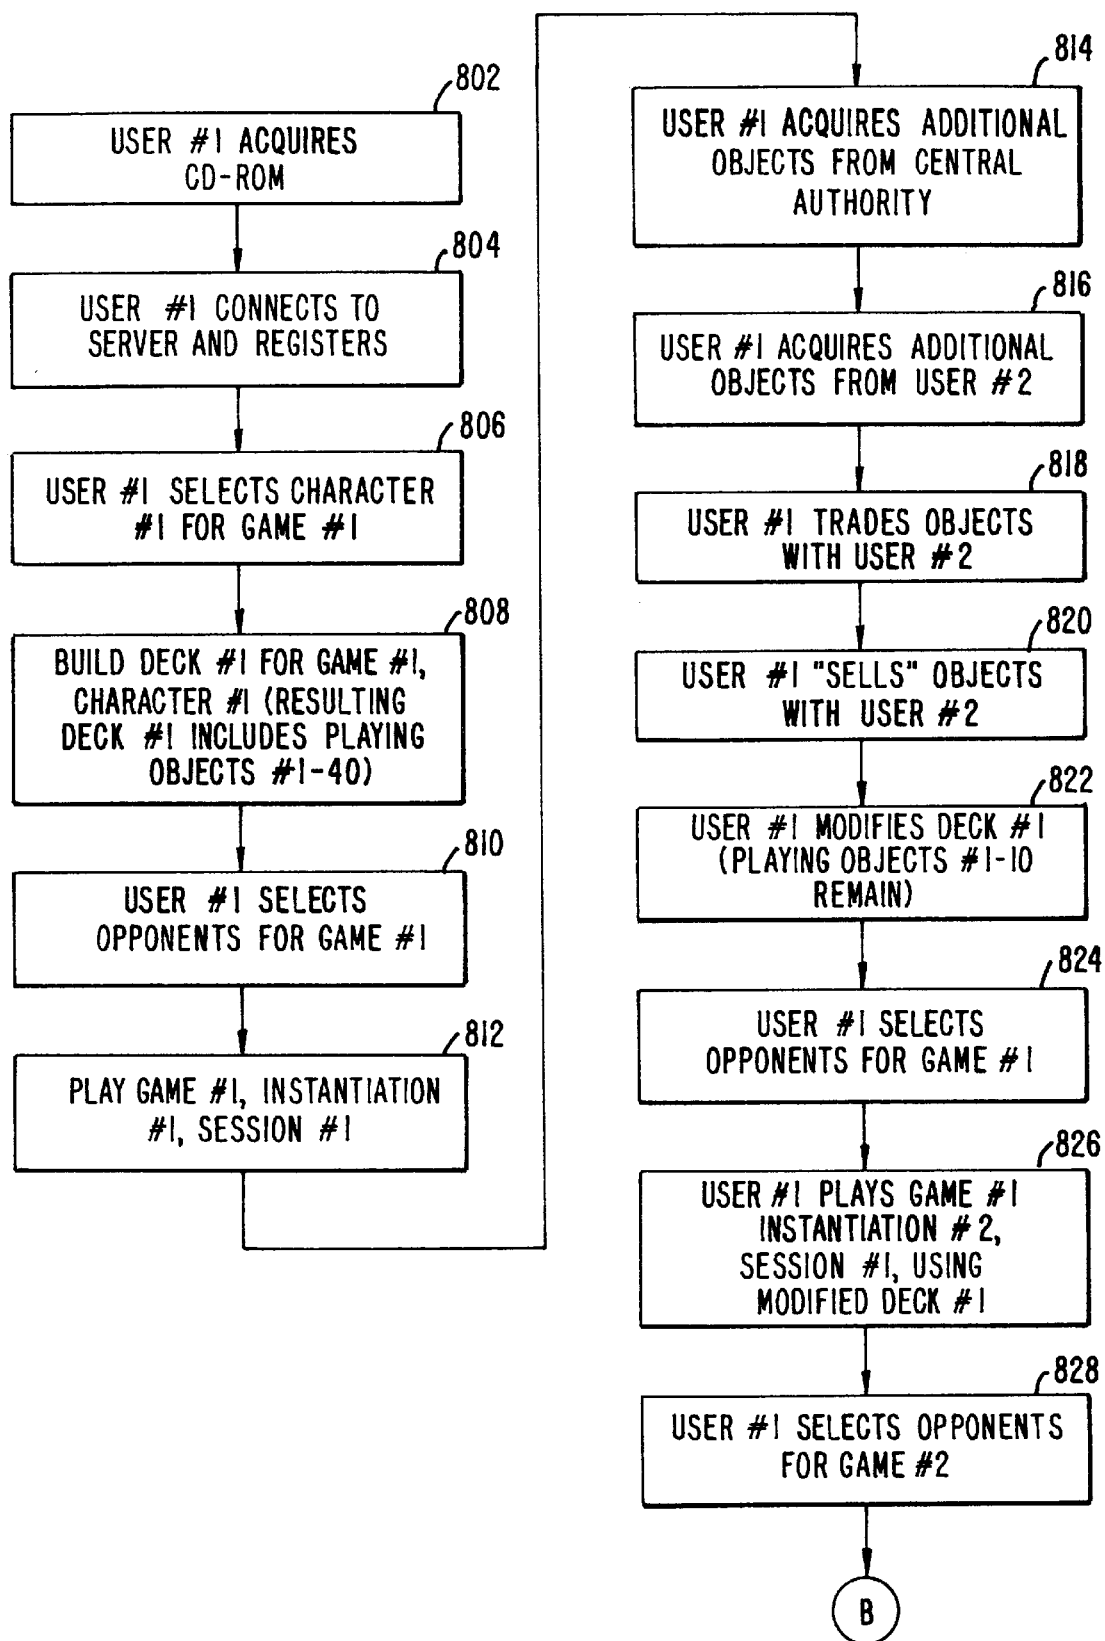 802
USER #1 ACQUIRES
CD-ROM
804
USER #1 CONNECTS TO
SERVER AND REGISTERS
806
USER #1 SELECTS CHARACTER
#1 FOR GAME #1
808
BUILD DECK #1 FOR GAME #1,
CHARACTER #1 (RESULTING
DECK #1 INCLUDES PLAYING
OBJECTS #1-40)
810
USER #1 SELECTS
OPPONENTS FOR GAME #1
812
PLAY GAME #1, INSTANTIATION
#1, SESSION #1
814
USER #1 ACQUIRES ADDITIONAL
OBJECTS FROM CENTRAL
AUTHORITY
816
USER #1 ACQUIRES ADDITIONAL
OBJECTS FROM USER #2
818
USER #1 TRADES OBJECTS
WITH USER #2
820
USER #1 "SELLS" OBJECTS
WITH USER #2
822
USER #1 MODIFIES DECK #1
(PLAYING OBJECTS #1-10
REMAIN)
824
USER #1 SELECTS
OPPONENTS FOR GAME #1
826
USER #1 PLAYS GAME #1
INSTANTIATION #2,
SESSION #1, USING
MODIFIED DECK #1
828
USER #1 SELECTS OPPONENTS
FOR GAME #2
B